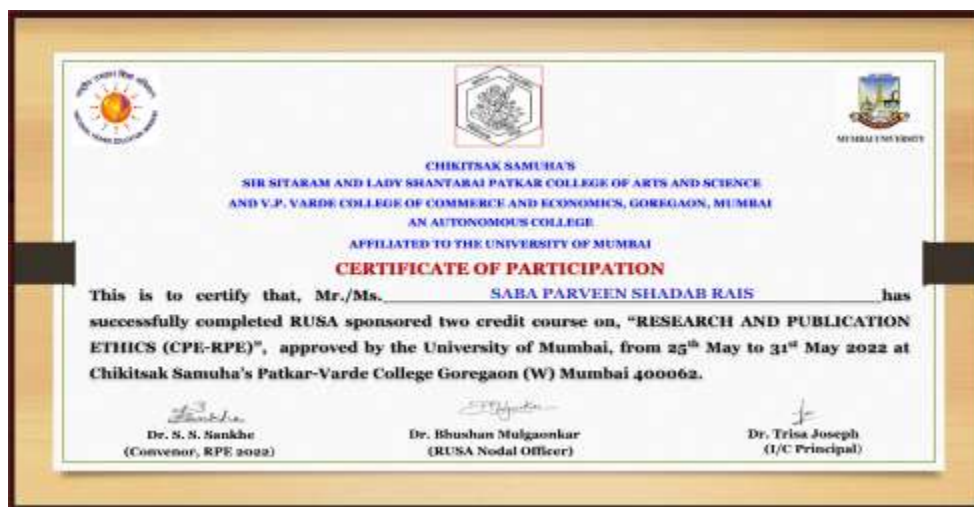 MUMBAI UNIVERSITY
CHIKITSAK SAMUHA'S
SIR SITARAM AND LADY SHANTABAI PATKAR COLLEGE OF ARTS AND SCIENCE
AND V.P. VARDE COLLEGE OF COMMERCE AND ECONOMICS, GOREGAON, MUMBAI
AN AUTONOMOUS COLLEGE
AFFILIATED TO THE UNIVERSITY OF MUMBAI
CERTIFICATE OF PARTICIPATION
This is to certify that, Mr./Ms. SABA PARVEEN SHADAB RAIS has
successfully completed RUSA sponsored two credit course on, “RESEARCH AND PUBLICATION
ETHICS (CPE-RPE)”, approved by the University of Mumbai, from 25th May to 31st May 2022 at
Chikitsak Samuha's Patkar-Varde College Goregaon (W) Mumbai 400062.
Dr. S. S. Sankhe Dr. Bhushan Mulgaonkar Dr. Trisa Joseph
(Convenor, RPE 2022) (RUSA Nodal Officer) (I/C Principal)